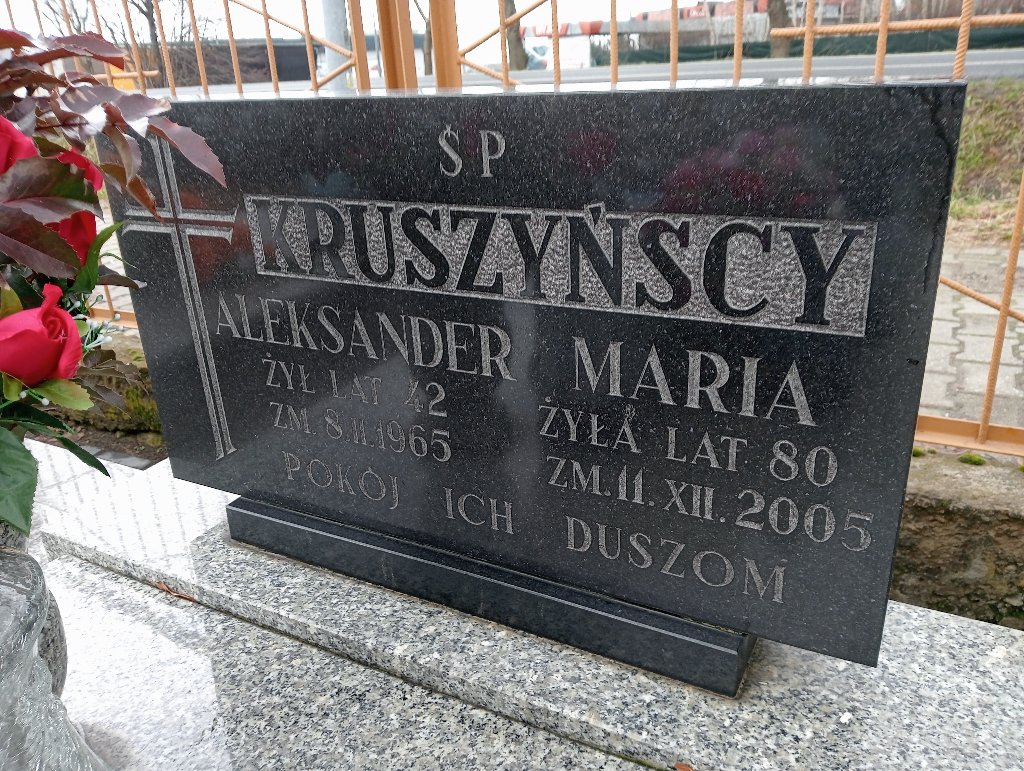 ŚP
KRUSZYŃSCY
ALEKSANDER MARIA
ŻYŁ LAT 42 ŻYŁA LAT 80
ZM. 8.II.1965 ZM. 11.XII.2005
POKÓJ ICH DUSZOM